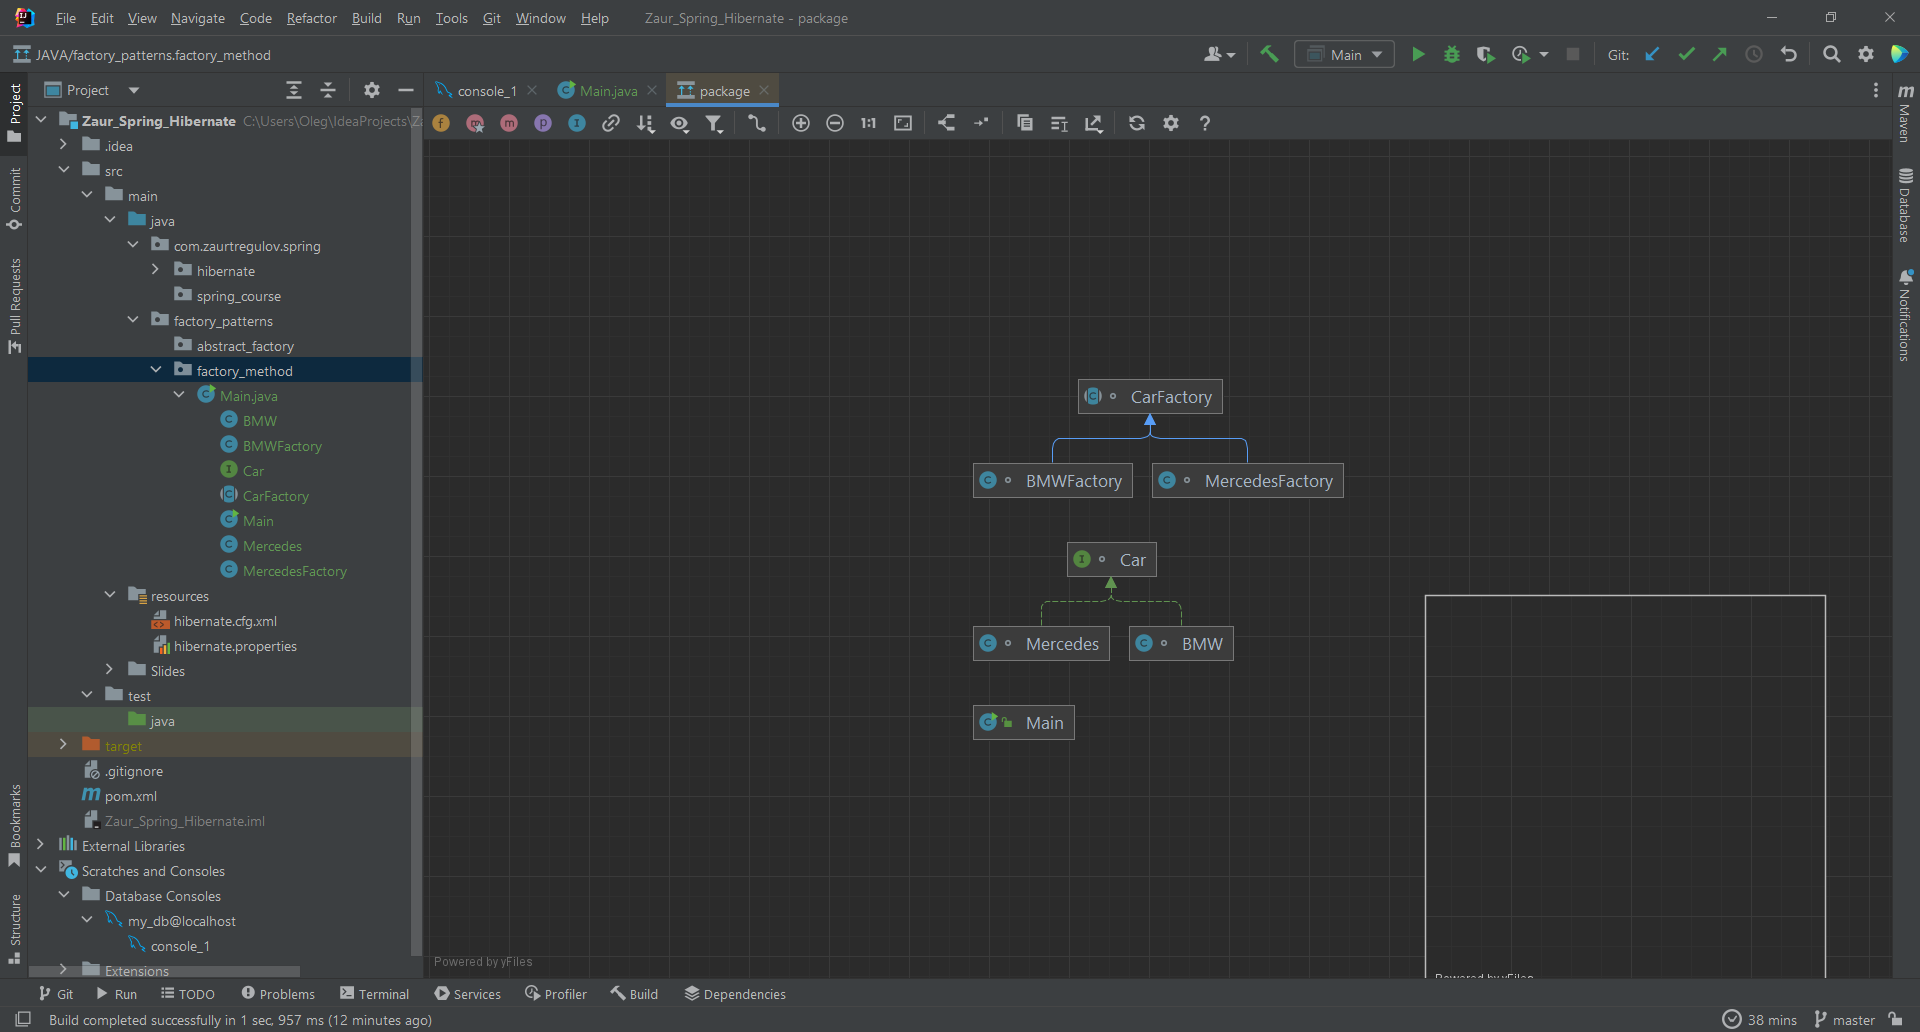 File Edit View Navigate Code Refactor Build Run Tools Git Window Help Zaur_Spring_Hibernate - package
JAVA/factory_patterns.factory_method Main Git:
Project console_1 Main.java package
Zaur_Spring_Hibernate C:\Users\Oleg\IdeaProjects\
.idea
src
main
java
com.zaurtregulov.spring
hibernate
spring_course
factory_patterns
abstract_factory
factory_method
Main.java
BMW
BMWFactory
Car
CarFactory
Main
Mercedes
MercedesFactory
resources
hibernate.cfg.xml
hibernate.properties
Slides
test
java
target
.gitignore
pom.xml
Zaur_Spring_Hibernate.iml
External Libraries
Scratches and Consoles
Database Consoles
my_db@localhost
console_1
Extensions
Project
Commit
Pull Requests
Bookmarks
Structure
1:1
CarFactory
BMWFactory MercedesFactory
Car
Mercedes BMW
Main
Powered by yFiles
Powered by yFiles
Maven
Database
Notifications
Git Run TODO Problems Terminal Services Profiler Build Dependencies
Build completed successfully in 1 sec, 957 ms (12 minutes ago) 38 mins master